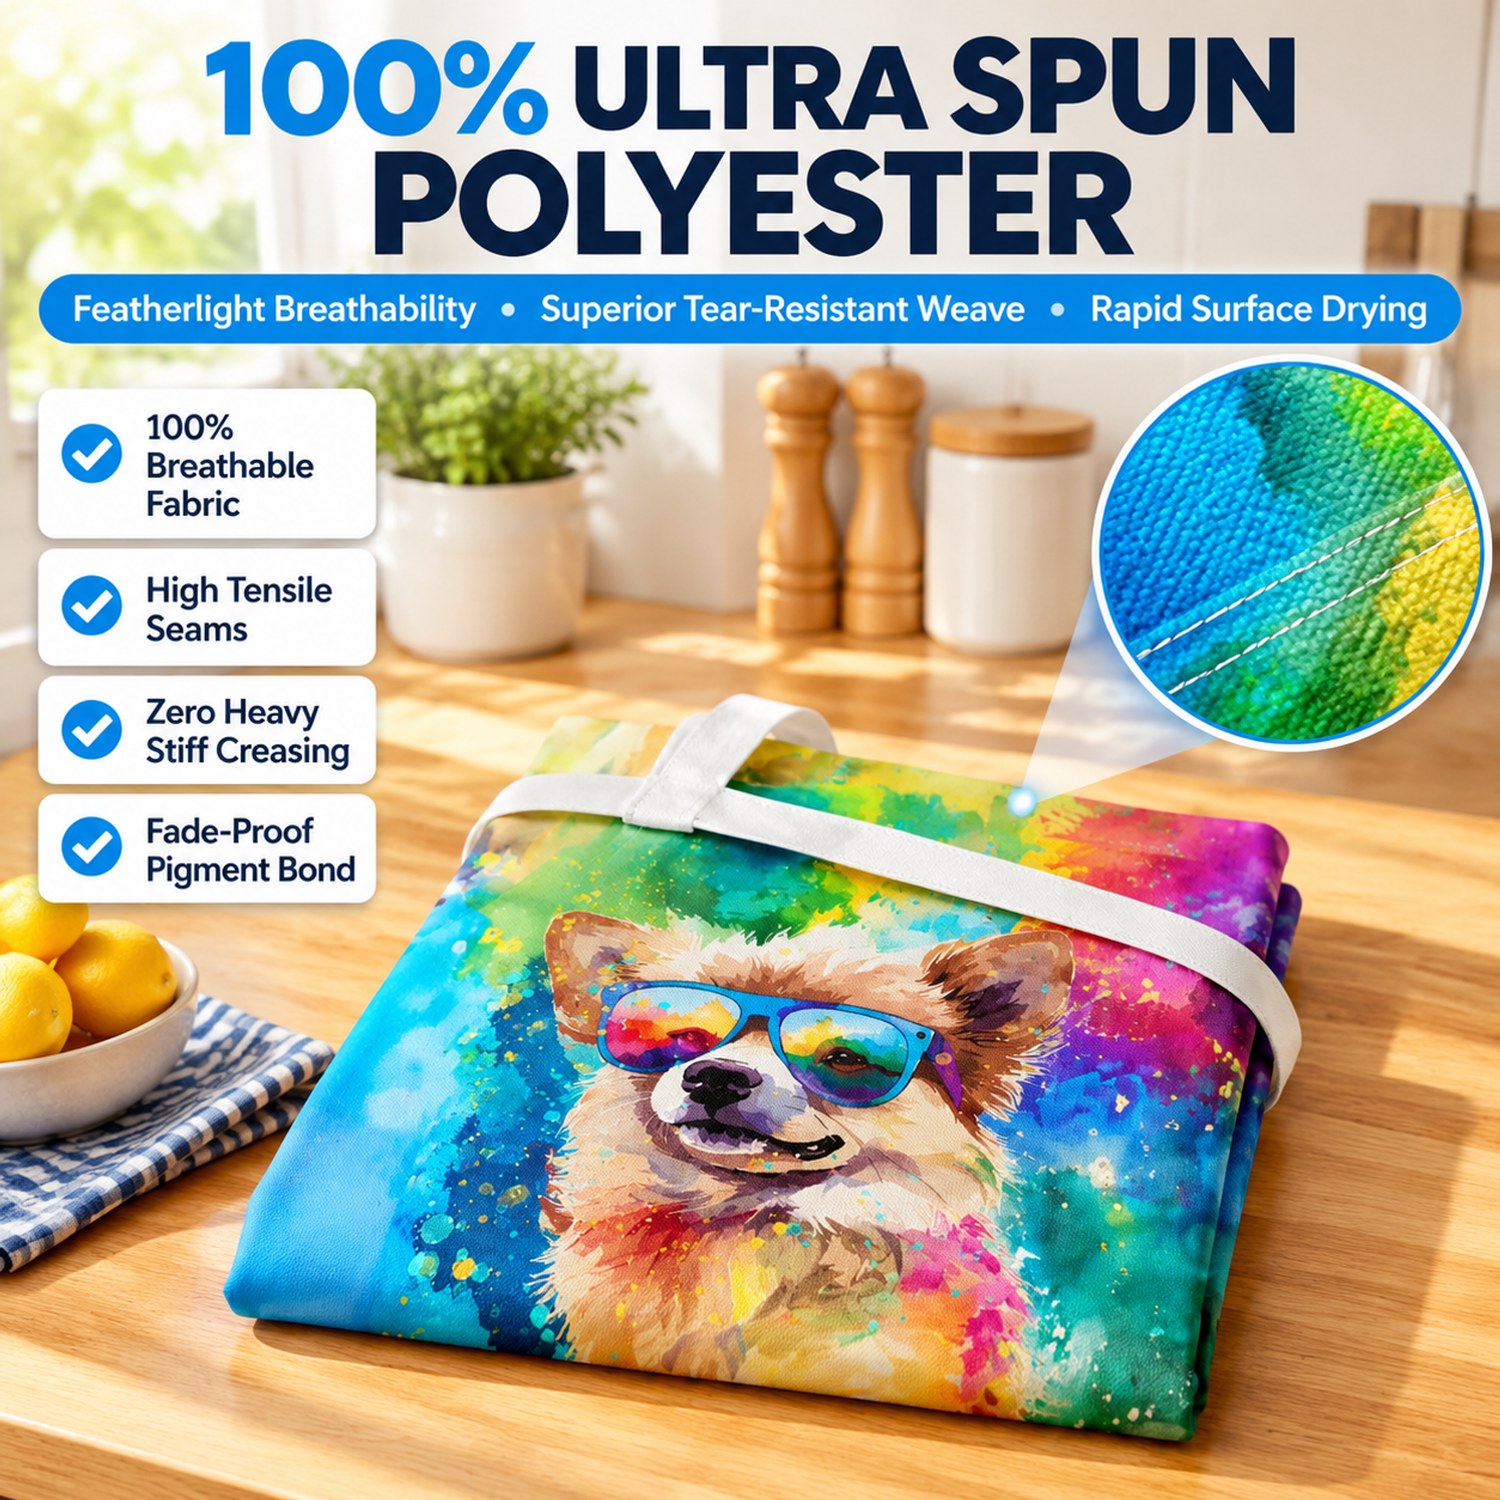 100% ULTRA SPUN
POLYESTER
Featherlight Breathability • Superior Tear-Resistant Weave • Rapid Surface Drying
100%
Breathable
Fabric
High Tensile
Seams
Zero Heavy
Stiff Creasing
Fade-Proof
Pigment Bond